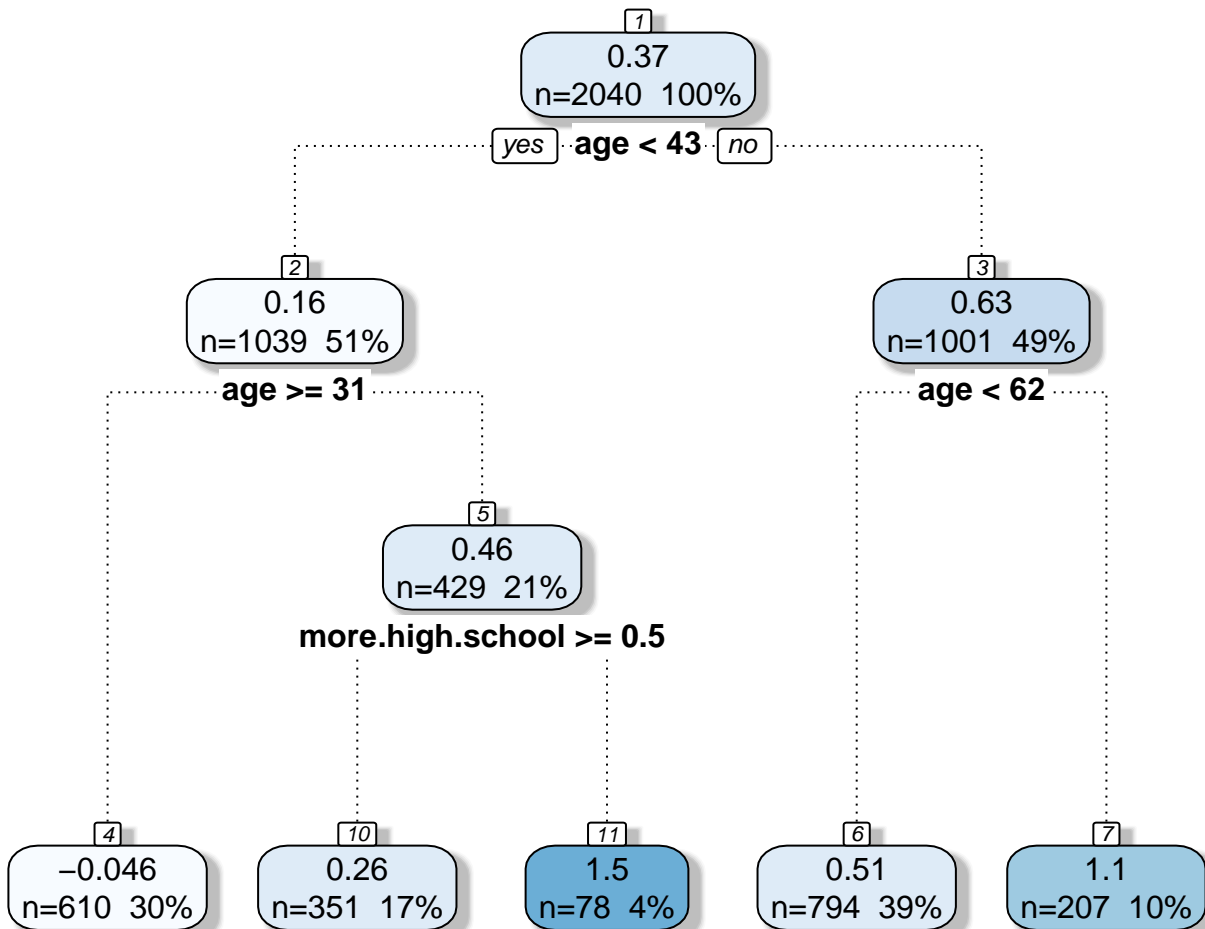 1
0.37
n=2040 100%
yes age < 43 no
2
0.16
n=1039 51%
3
0.63
n=1001 49%
age >= 31
age < 62
5
0.46
n=429 21%
more.high.school >= 0.5
4
−0.046
n=610 30%
10
0.26
n=351 17%
11
1.5
n=78 4%
6
0.51
n=794 39%
7
1.1
n=207 10%